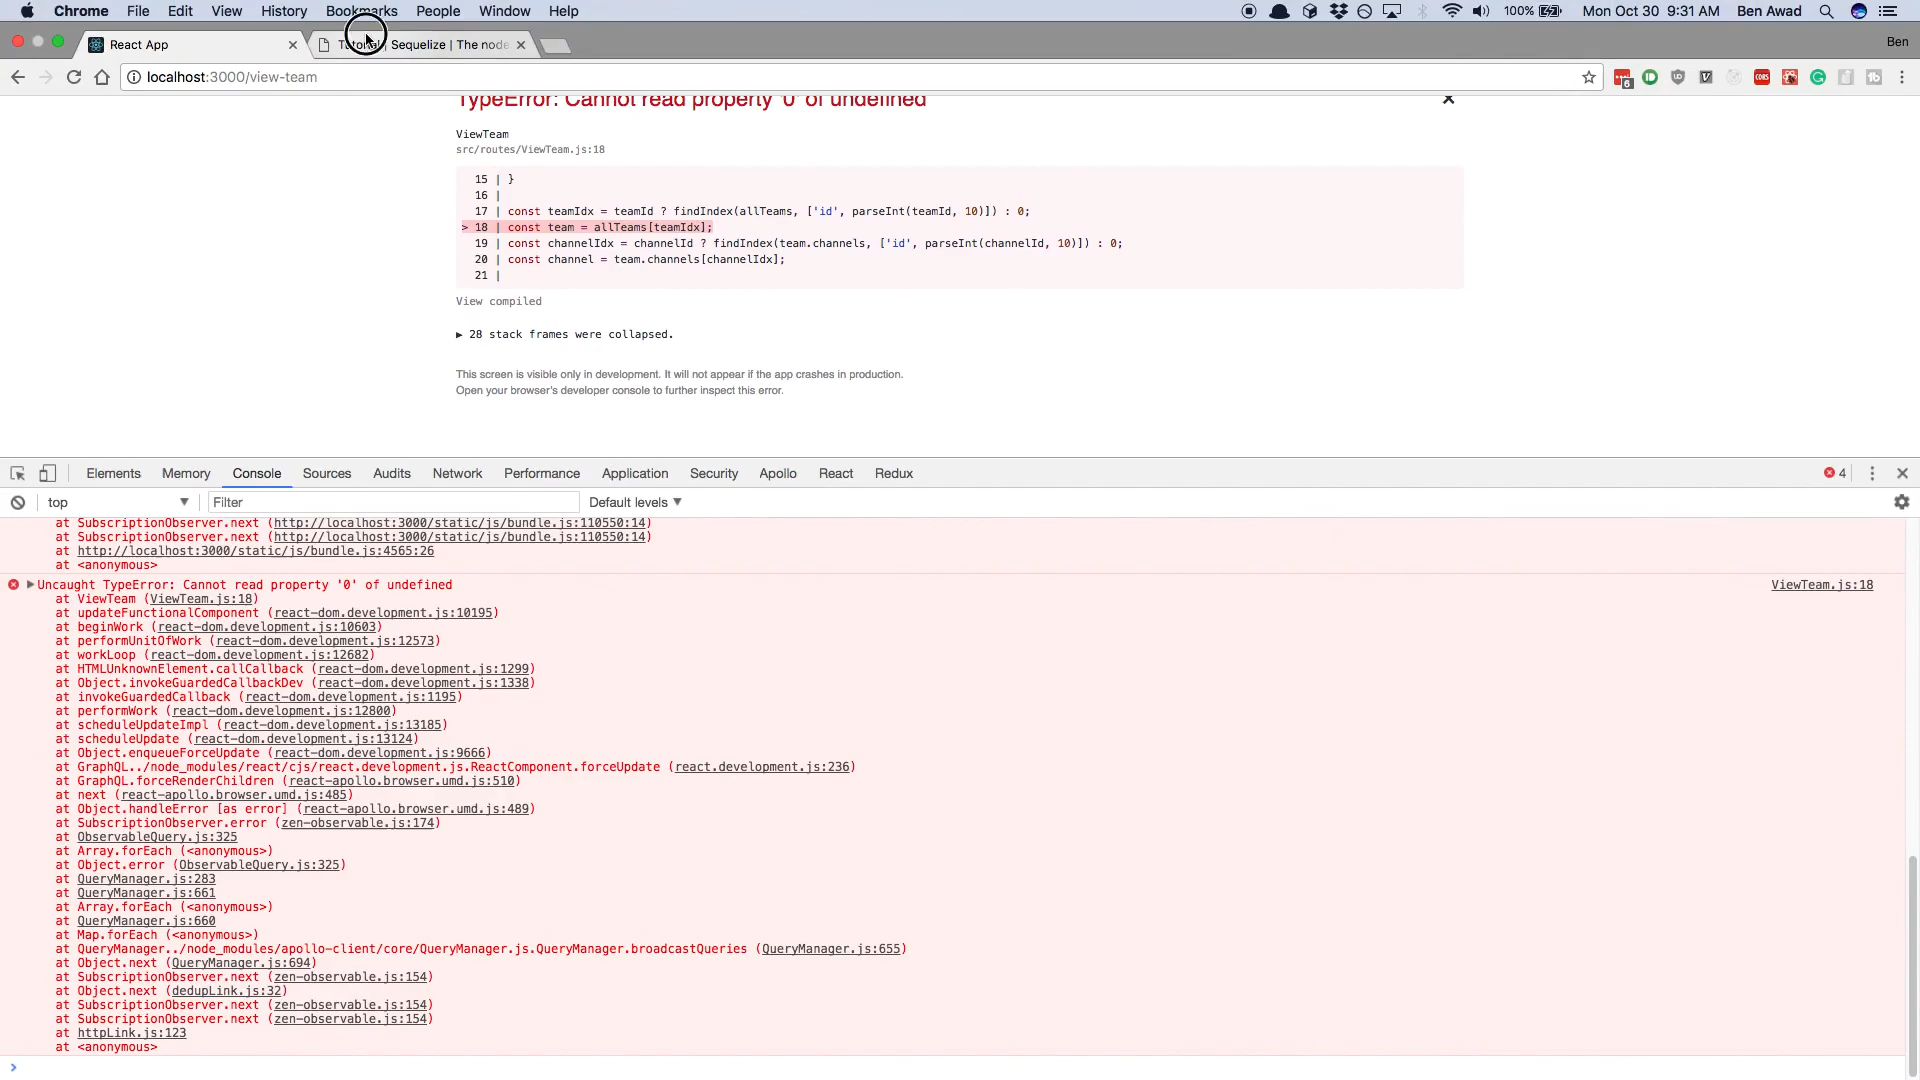 Chrome File Edit View History Bookmarks People Window Help 100% Mon Oct 30 9:31 AM Ben Awad
React App Tutorial | Sequelize | The node Ben
localhost:3000/view-team
TypeError: Cannot read property '0' of undefined
ViewTeam
src/routes/ViewTeam.js:18
15 | }
16 |
17 | const teamIdx = teamId ? findIndex(allTeams, ['id', parseInt(teamId, 10)]) : 0;
> 18 | const team = allTeams[teamIdx];
19 | const channelIdx = channelId ? findIndex(team.channels, ['id', parseInt(channelId, 10)]) : 0;
20 | const channel = team.channels[channelIdx];
21 |
View compiled
▶ 28 stack frames were collapsed.
This screen is visible only in development. It will not appear if the app crashes in production.
Open your browser's developer console to further inspect this error.
Elements Memory Console Sources Audits Network Performance Application Security Apollo React Redux 4
top Filter Default levels
at SubscriptionObserver.next (http://localhost:3000/static/js/bundle.js:110550:14)
at SubscriptionObserver.next (http://localhost:3000/static/js/bundle.js:110550:14)
at http://localhost:3000/static/js/bundle.js:4565:26
at <anonymous>
▶Uncaught TypeError: Cannot read property '0' of undefined ViewTeam.js:18
at ViewTeam (ViewTeam.js:18)
at updateFunctionalComponent (react-dom.development.js:10195)
at beginWork (react-dom.development.js:10603)
at performUnitOfWork (react-dom.development.js:12573)
at workLoop (react-dom.development.js:12682)
at HTMLUnknownElement.callCallback (react-dom.development.js:1299)
at Object.invokeGuardedCallbackDev (react-dom.development.js:1338)
at invokeGuardedCallback (react-dom.development.js:1195)
at performWork (react-dom.development.js:12800)
at scheduleUpdateImpl (react-dom.development.js:13185)
at scheduleUpdate (react-dom.development.js:13124)
at Object.enqueueForceUpdate (react-dom.development.js:9666)
at GraphQL../node_modules/react/cjs/react.development.js.ReactComponent.forceUpdate (react.development.js:236)
at GraphQL.forceRenderChildren (react-apollo.browser.umd.js:510)
at next (react-apollo.browser.umd.js:485)
at Object.handleError [as error] (react-apollo.browser.umd.js:489)
at SubscriptionObserver.error (zen-observable.js:174)
at ObservableQuery.js:325
at Array.forEach (<anonymous>)
at Object.error (ObservableQuery.js:325)
at QueryManager.js:283
at QueryManager.js:661
at Array.forEach (<anonymous>)
at QueryManager.js:660
at Map.forEach (<anonymous>)
at QueryManager../node_modules/apollo-client/core/QueryManager.js.QueryManager.broadcastQueries (QueryManager.js:655)
at Object.next (QueryManager.js:694)
at SubscriptionObserver.next (zen-observable.js:154)
at Object.next (dedupLink.js:32)
at SubscriptionObserver.next (zen-observable.js:154)
at SubscriptionObserver.next (zen-observable.js:154)
at httpLink.js:123
at <anonymous>